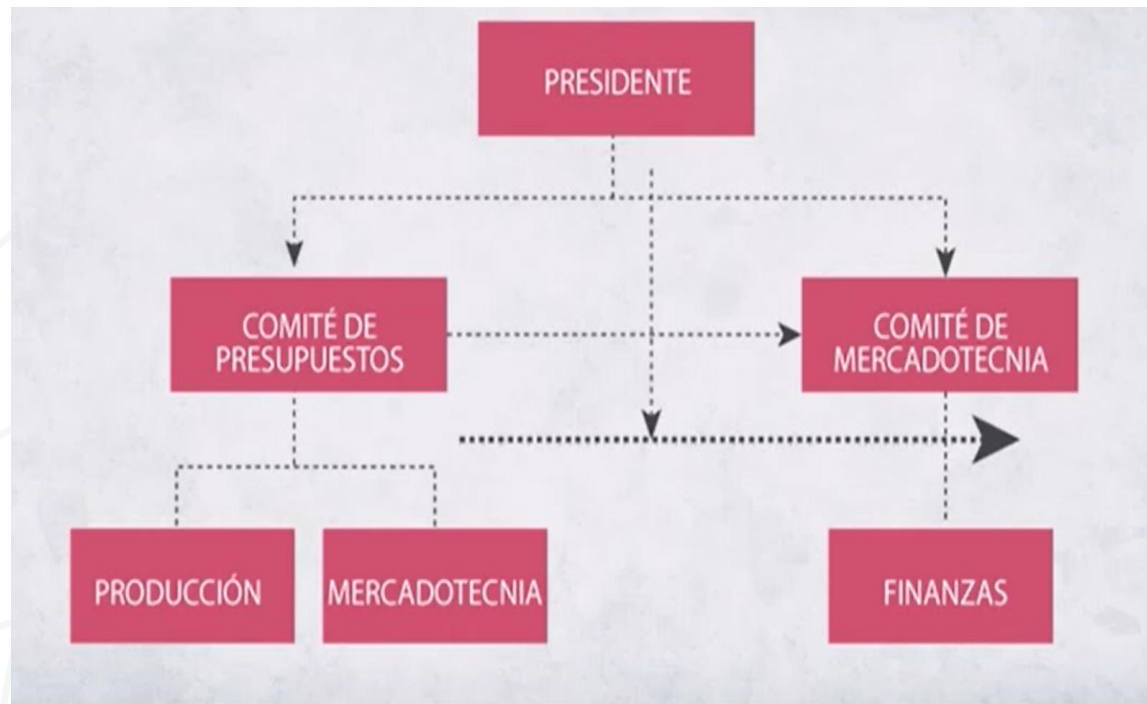 PRESIDENTE
COMITÉ DE
PRESUPUESTOS
COMITÉ DE
MERCADOTECNIA
PRODUCCIÓN
MERCADOTECNIA
FINANZAS